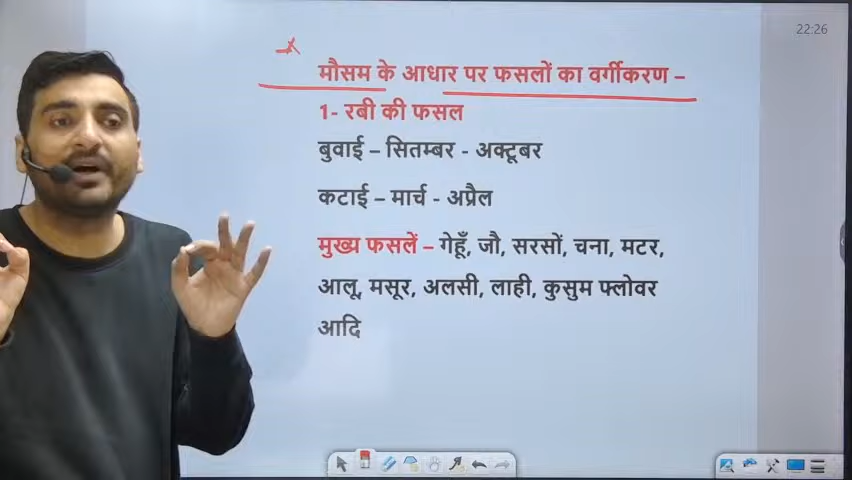 22:26
मौसम के आधार पर फसलों का वर्गीकरण –
1- रबी की फसल
बुवाई – सितम्बर - अक्टूबर
कटाई – मार्च - अप्रैल
मुख्य फसलें – गेहूँ, जौ, सरसों, चना, मटर,
आलू, मसूर, अलसी, लाही, कुसुम फ्लोवर
आदि